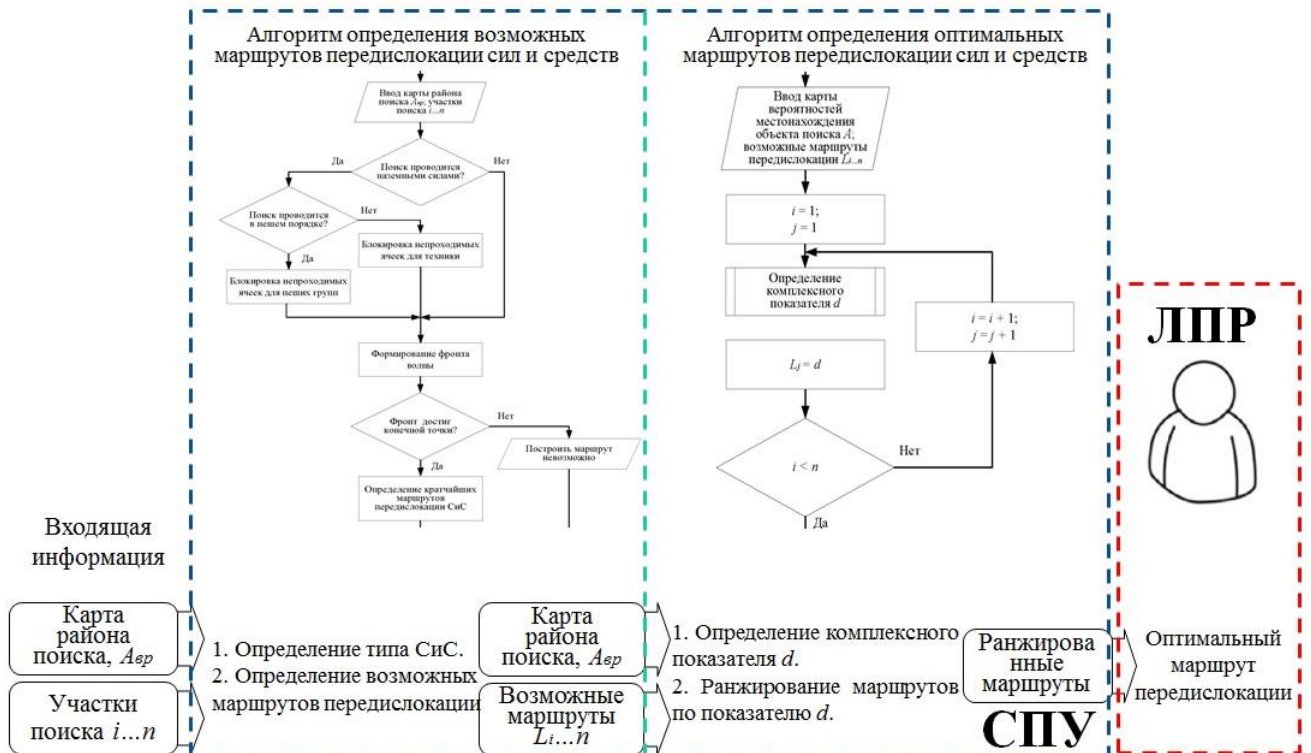 Алгоритм определения возможных
маршрутов передислокации сил и средств
Ввод карты района
поиска Aвр; участки
поиска i...n
Да
Нет
Поиск проводится
наземными силами?
Поиск проводится
в пешем порядке?
Нет
Да
Блокировка непроходимых
ячеек для техники
Блокировка непроходимых
ячеек для пеших групп
Формирование фронта
волны
Фронт достиг
конечной точки?
Нет
Да
Построить маршрут
невозможно
Определение кратчайших
маршрутов
передислокации СиС
Алгоритм определения оптимальных
маршрутов передислокации сил и средств
Ввод карты
вероятностей
местонахождения
объекта поиска A;
возможные маршруты
передислокации Li...n
i = 1;
j = 1
Определение
комплексного
показателя d
i = i + 1;
j = j + 1
Lj = d
i < n
Нет
Да
ЛПР
Входящая
информация
Карта
района
поиска, Aвр
Участки
поиска i...n
1. Определение типа СиС.
2. Определение возможных
маршрутов передислокации
Карта
района
поиска, Aвр
Возможные
маршруты
Li...n
1. Определение комплексного
показателя d.
2. Ранжирование маршрутов
по показателю d.
Ранжирова
нные
маршруты
СПУ
Оптимальный
маршрут
передислокации